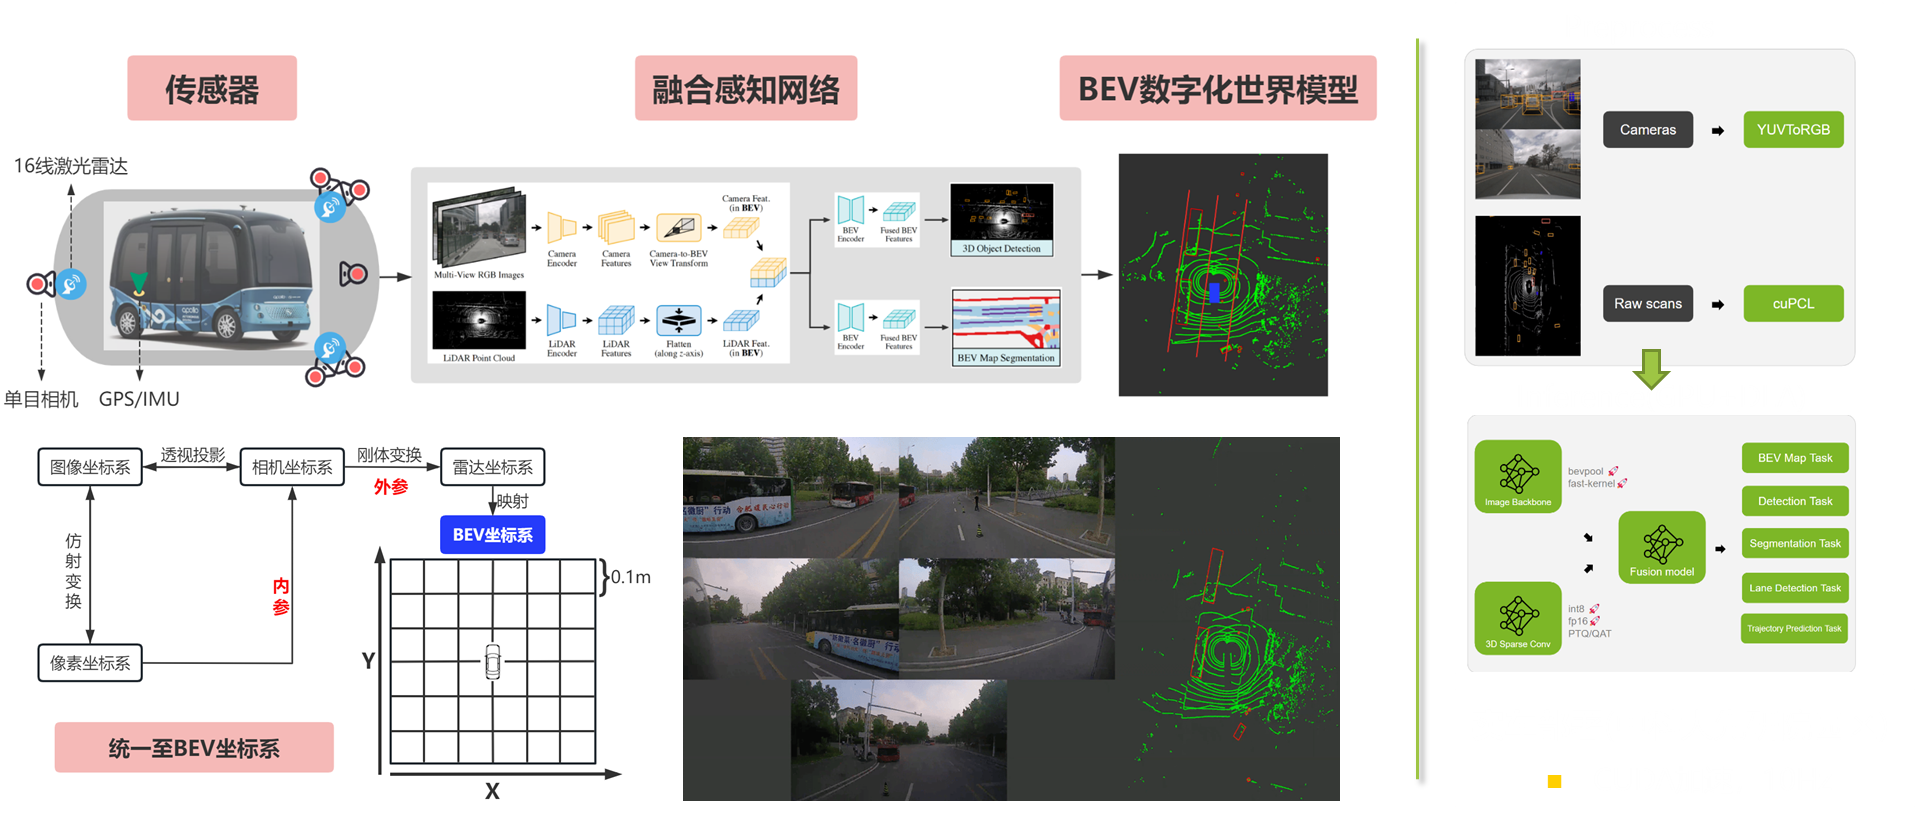 传感器
融合感知网络
BEV数字化世界模型
16线激光雷达
单目相机
GPS/IMU
apollo
Multi-View RGB Images
Camera
Encoder
Camera
Features
Camera-to-BEV
View Transform
Camera Feat.
(in BEV)
LiDAR Point Cloud
LiDAR
Encoder
LiDAR
Features
Flatten
(along z-axis)
LiDAR Feat.
(in BEV)
BEV
Encoder
Fused BEV
Features
3D Object Detection
BEV
Encoder
Fused BEV
Features
BEV Map Segmentation
图像坐标系
透视投影
相机坐标系
刚体变换
外参
雷达坐标系
映射
BEV坐标系
仿射变换
内参
像素坐标系
0.1m
Y
X
统一至BEV坐标系
Cameras
YUVToRGB
Raw scans
cuPCL
Image Backbone
bevpool
fast-kernel
3D Sparse Conv
int8
fp16
PTQ/QAT
Fusion model
BEV Map Task
Detection Task
Segmentation Task
Lane Detection Task
Trajectory Prediction Task